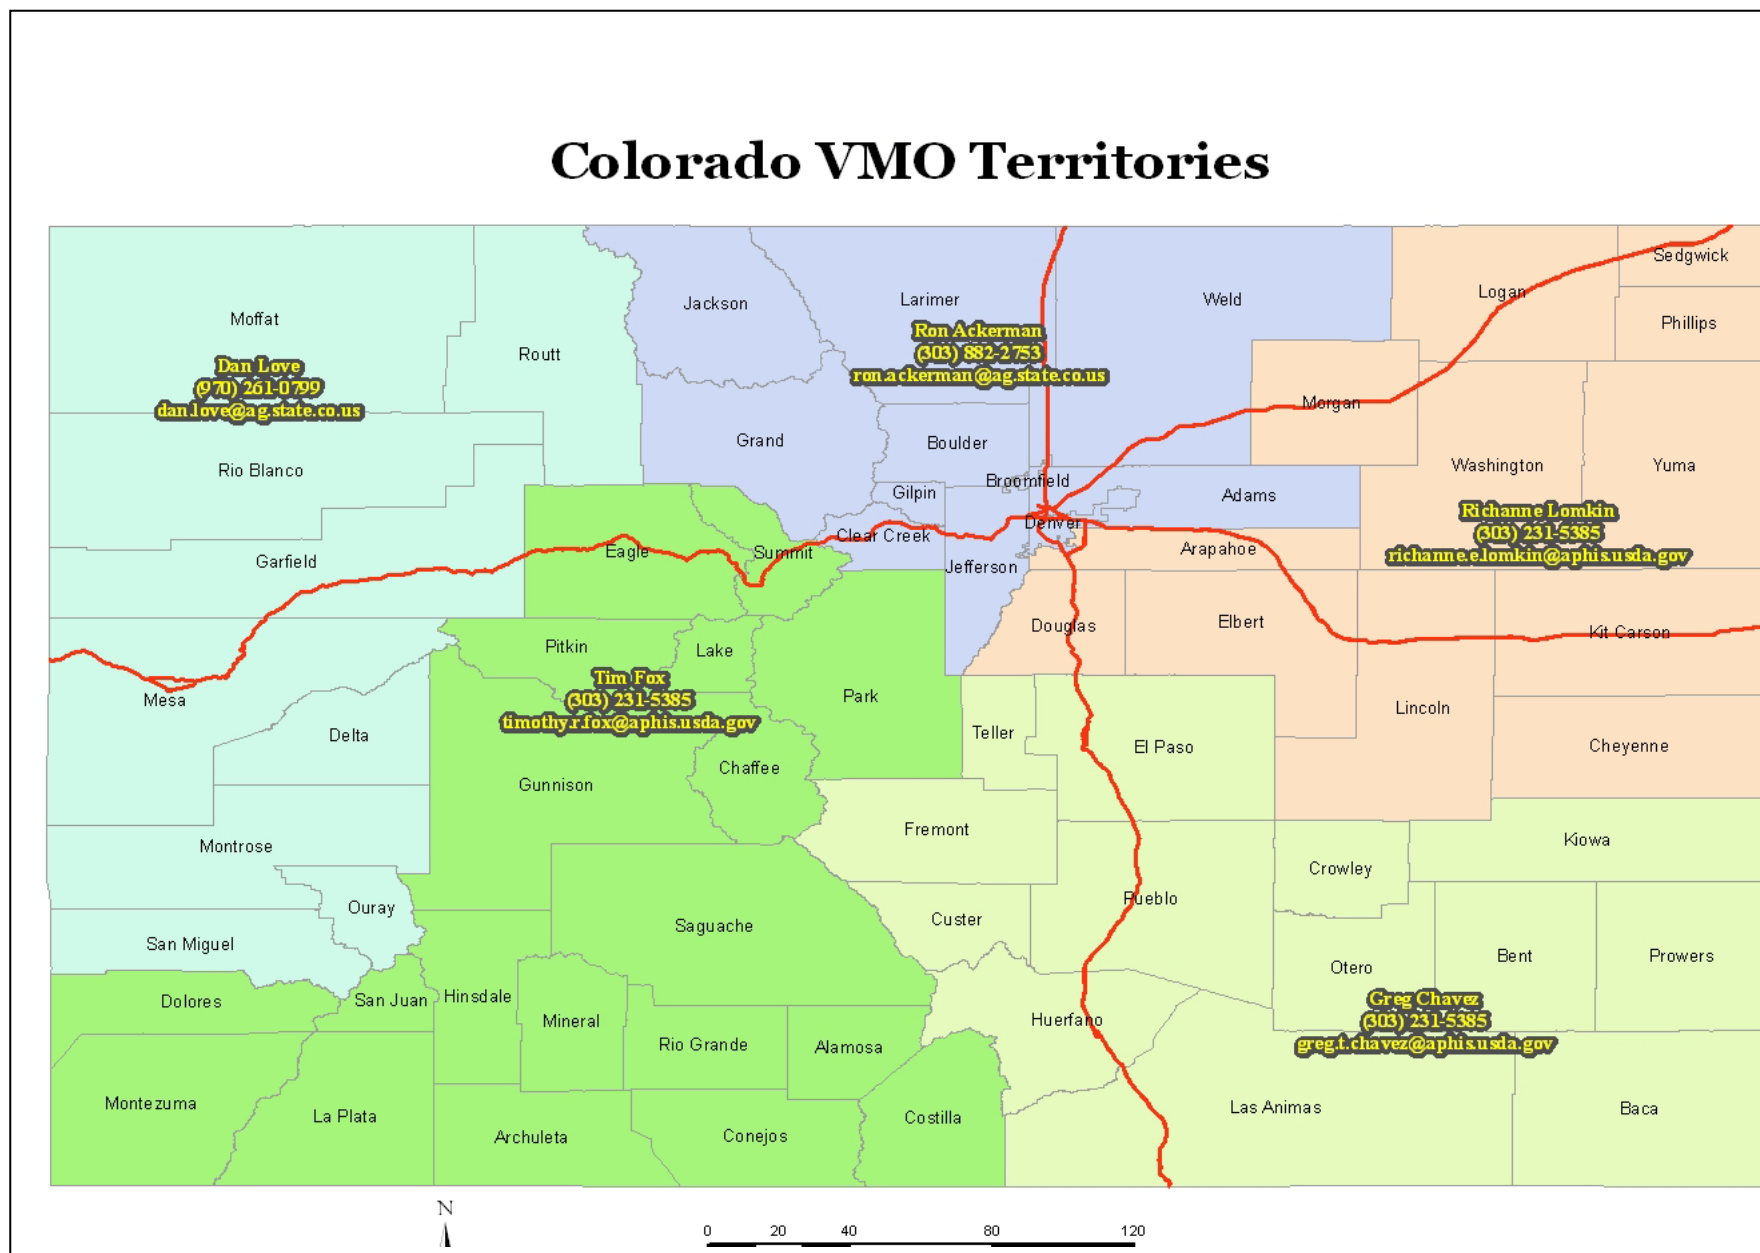 Colorado VMO Territories
Sedgwick
Logan
Moffat
Jackson
Larimer
Weld
Phillips
Routt
Dan Love
(970) 261-0799
dan.love@ag.state.co.us
Ron Ackerman
(303) 882-2753
ron.ackerman@ag.state.co.us
Morgan
Grand
Boulder
Rio Blanco
Washington
Yuma
Broomfield
Gilpin
Adams
Richanne Lomkin
(303) 231-5385
richanne.e.lomkin@aphis.usda.gov
Denver
Clear Creek
Arapahoe
Eagle
Summit
Garfield
Jefferson
Douglas
Elbert
Kit Carson
Pitkin
Lake
Tim Fox
(303) 231-5385
timothy.r.fox@aphis.usda.gov
Mesa
Park
Lincoln
Delta
Teller
El Paso
Cheyenne
Chaffee
Gunnison
Fremont
Kiowa
Montrose
Crowley
Pueblo
Ouray
Custer
Saguache
San Miguel
Otero
Bent
Prowers
Dolores
San Juan
Hinsdale
Greg Chavez
(303) 231-5385
greg.t.chavez@aphis.usda.gov
Mineral
Huerfano
Rio Grande
Alamosa
Montezuma
La Plata
Archuleta
Conejos
Costilla
Las Animas
Baca
N
0 20 40 80 120